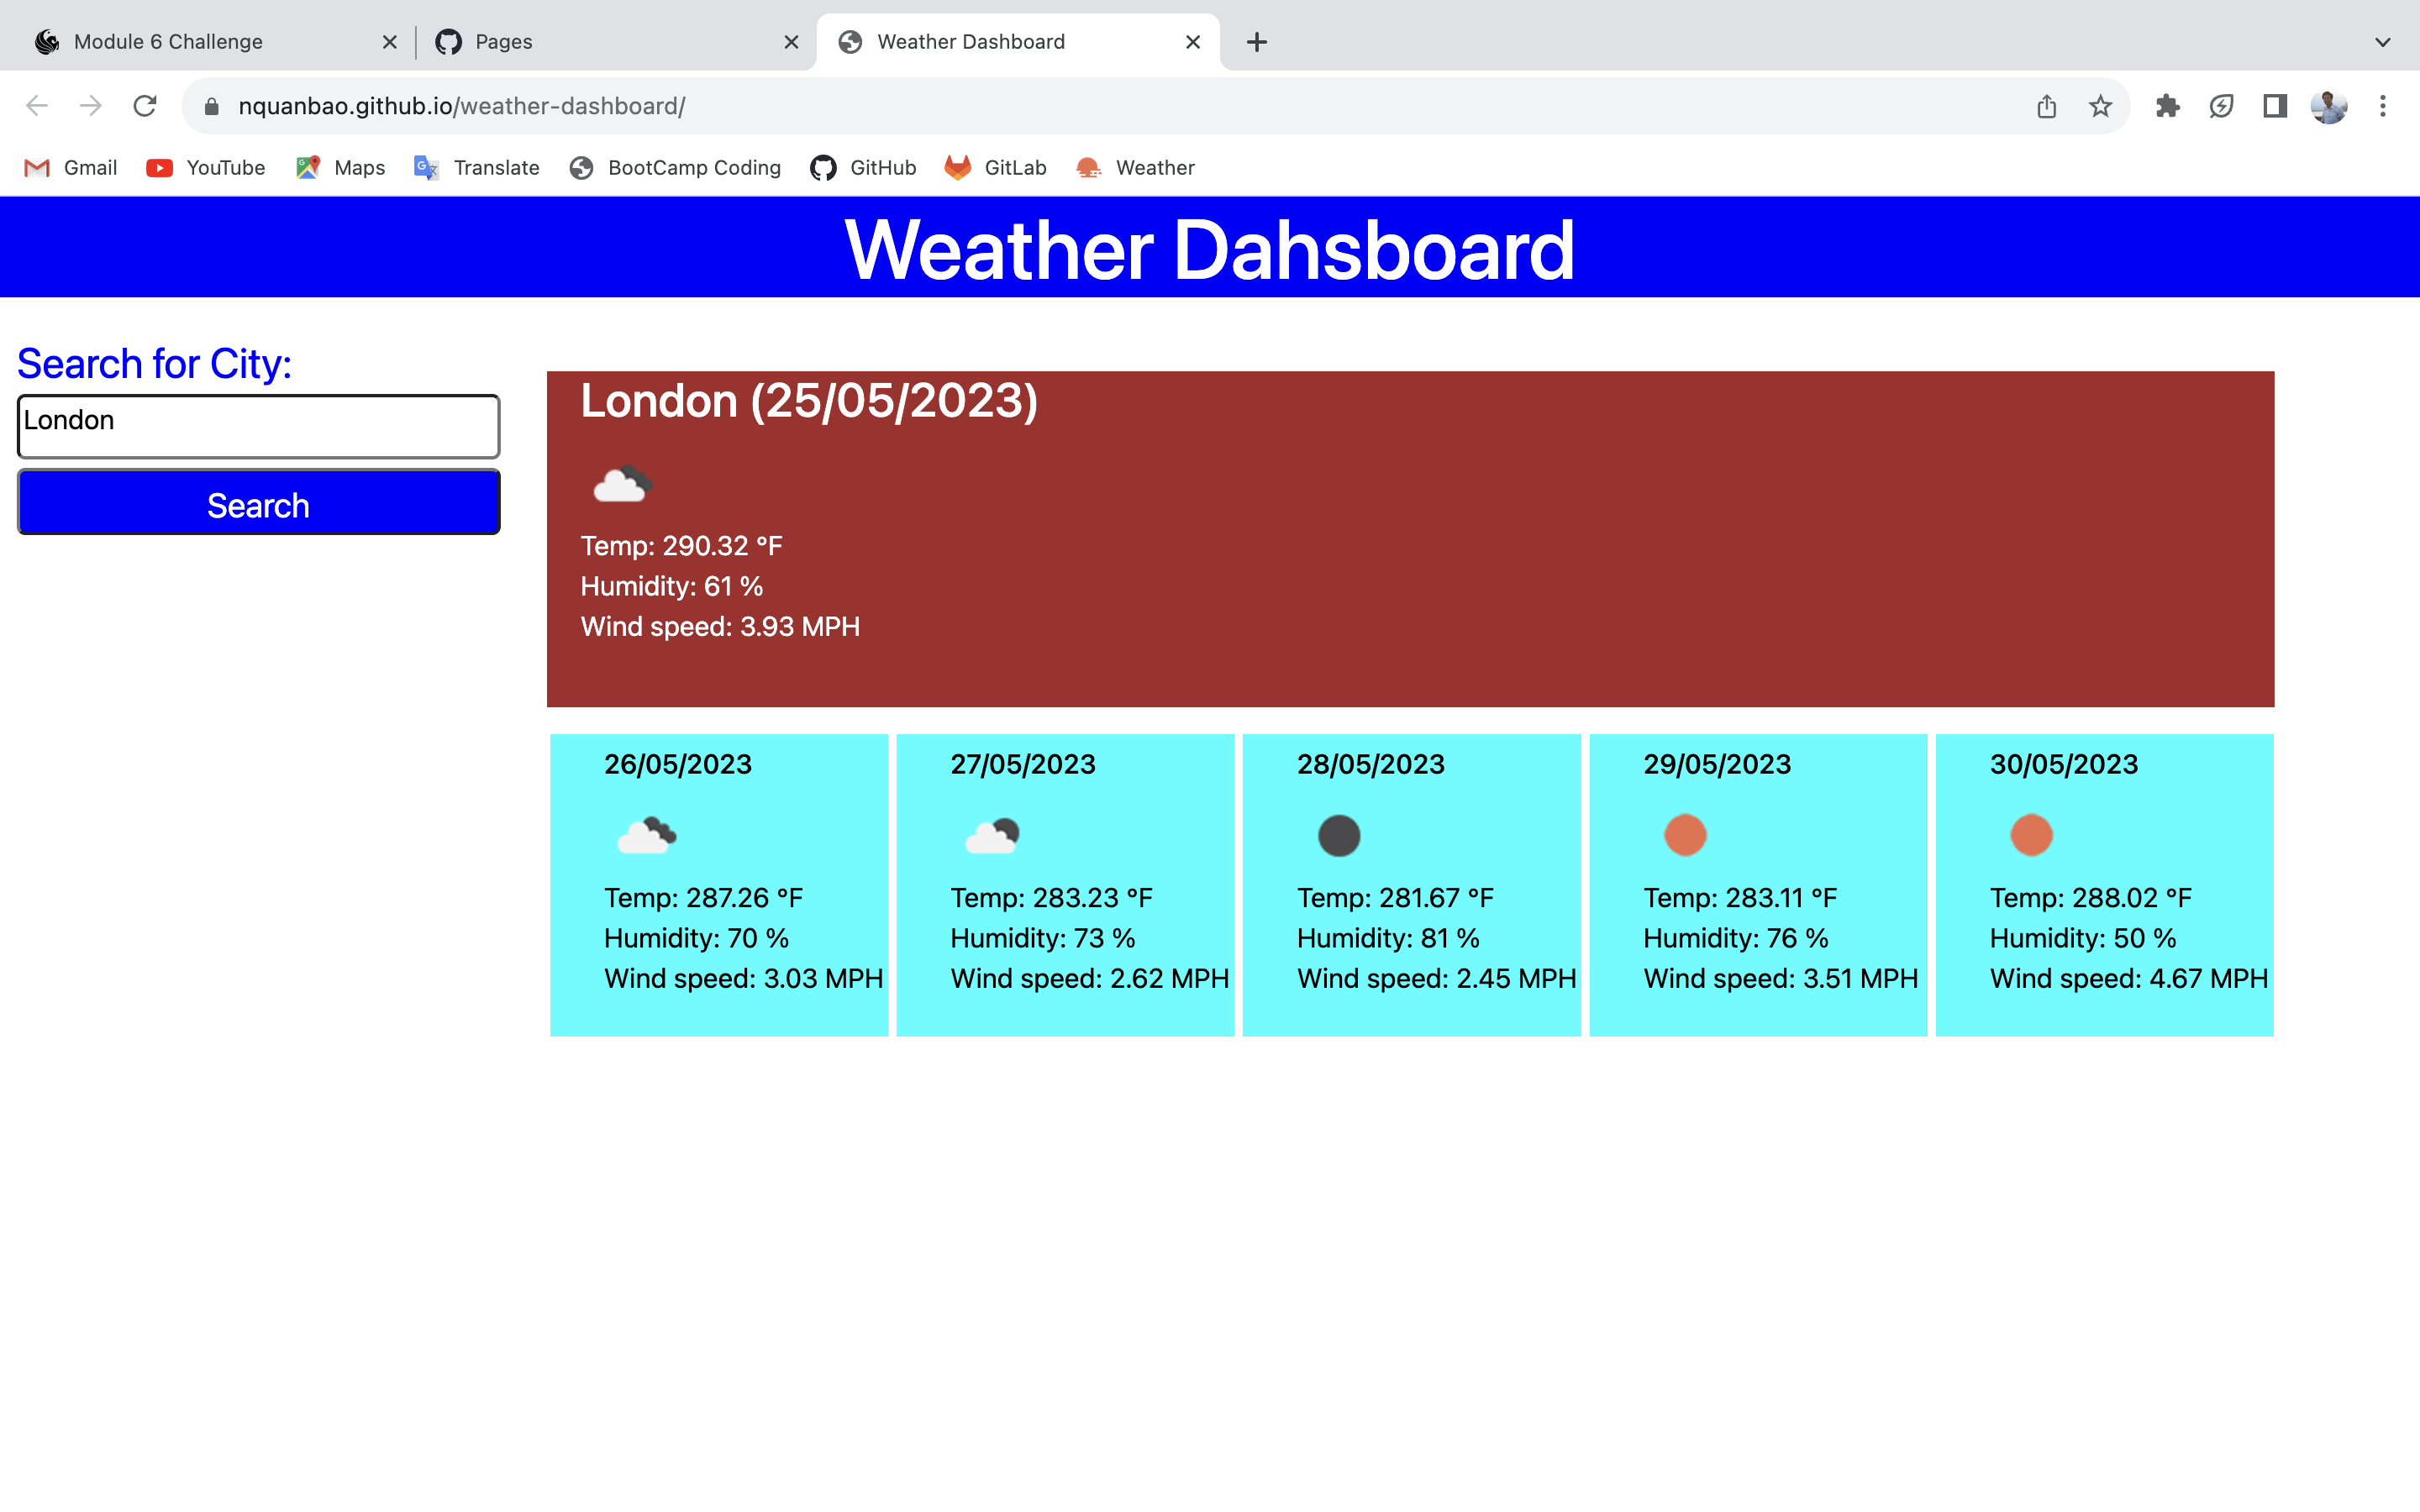 Module 6 Challenge
Pages
Weather Dashboard
nquanbao.github.io/weather-dashboard/
Gmail
YouTube
Maps
Translate
BootCamp Coding
GitHub
GitLab
Weather
Weather Dahsboard
Search for City:
London
Search
London (25/05/2023)
Temp: 290.32 °F
Humidity: 61 %
Wind speed: 3.93 MPH
26/05/2023
Temp: 287.26 °F
Humidity: 70 %
Wind speed: 3.03 MPH
27/05/2023
Temp: 283.23 °F
Humidity: 73 %
Wind speed: 2.62 MPH
28/05/2023
Temp: 281.67 °F
Humidity: 81 %
Wind speed: 2.45 MPH
29/05/2023
Temp: 283.11 °F
Humidity: 76 %
Wind speed: 3.51 MPH
30/05/2023
Temp: 288.02 °F
Humidity: 50 %
Wind speed: 4.67 MPH